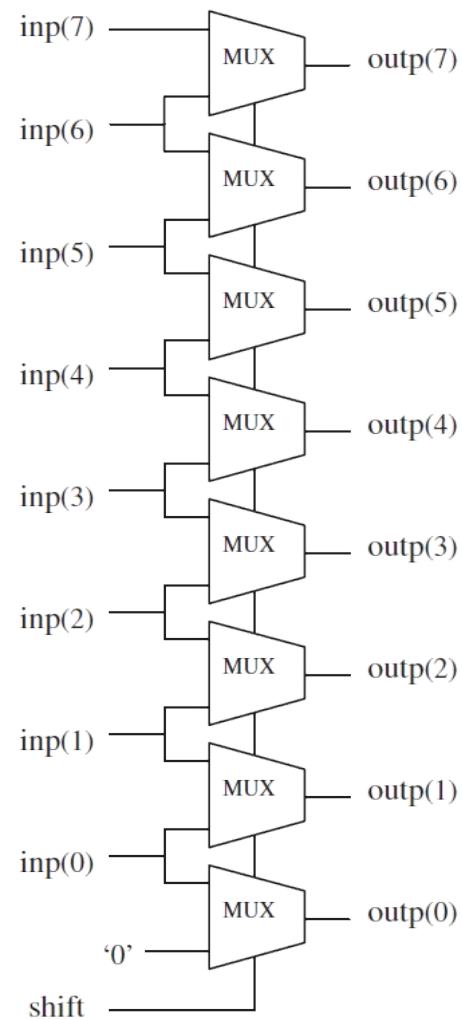 inp(7)
MUX
outp(7)
inp(6)
MUX
outp(6)
inp(5)
MUX
outp(5)
inp(4)
MUX
outp(4)
inp(3)
MUX
outp(3)
inp(2)
MUX
outp(2)
inp(1)
MUX
outp(1)
inp(0)
MUX
outp(0)
‘0’
shift